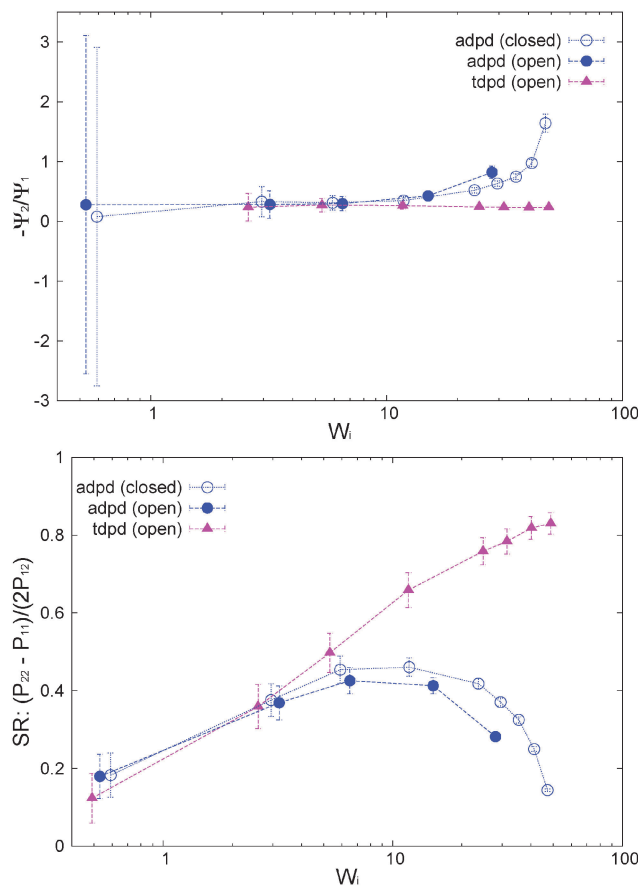 3
2
1
0
-1
-2
-3
-Ψ2/Ψ1
adpd (closed)
adpd (open)
tdpd (open)
1
10
100
Wi
1
0.8
0.6
0.4
0.2
0
SR: (P22 - P11)/(2P12)
adpd (closed)
adpd (open)
tdpd (open)
1
10
100
Wi